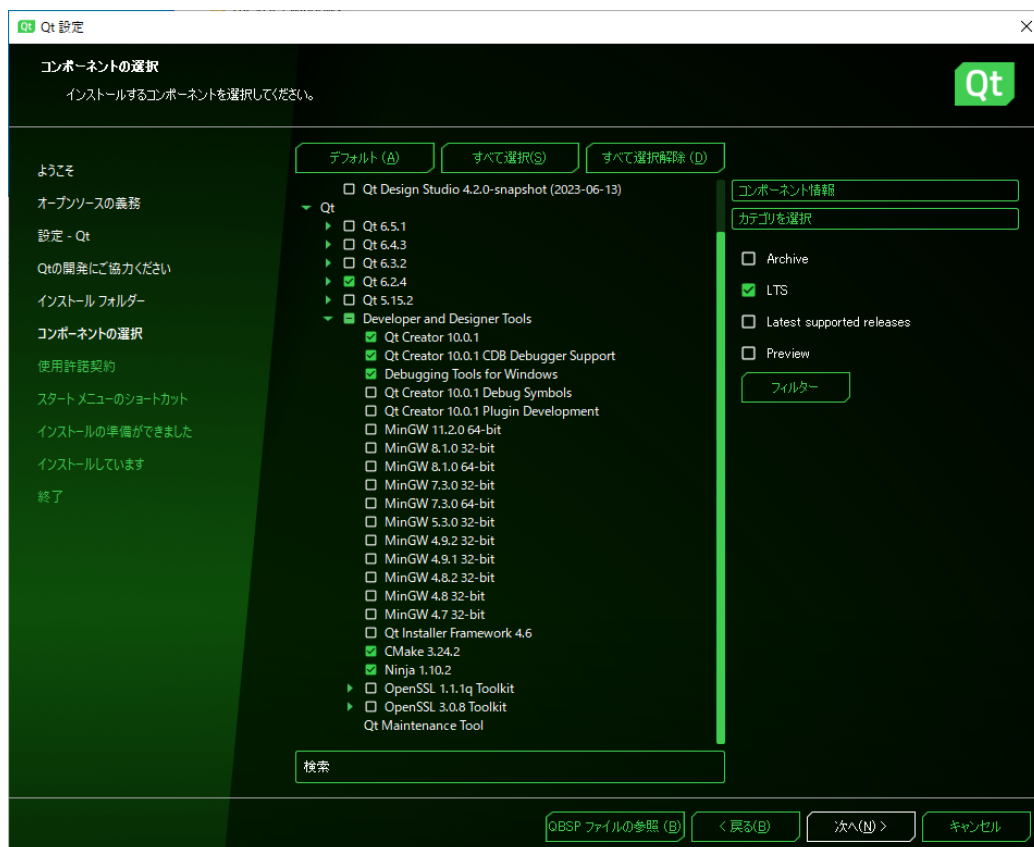 Qt 設定
コンポーネントの選択
インストールするコンポーネントを選択してください。
Qt
ようこそ
オープンソースの義務
設定 - Qt
Qtの開発にご協力ください
インストール フォルダー
コンポーネントの選択
使用許諾契約
スタート メニューのショートカット
インストールの準備ができました
インストールしています
終了
デフォルト (A)
すべて選択(S)
すべて選択解除 (D)
Qt Design Studio 4.2.0-snapshot (2023-06-13)
Qt
Qt 6.5.1
Qt 6.4.3
Qt 6.3.2
Qt 6.2.4
Qt 5.15.2
Developer and Designer Tools
Qt Creator 10.0.1
Qt Creator 10.0.1 CDB Debugger Support
Debugging Tools for Windows
Qt Creator 10.0.1 Debug Symbols
Qt Creator 10.0.1 Plugin Development
MinGW 11.2.0 64-bit
MinGW 8.1.0 32-bit
MinGW 8.1.0 64-bit
MinGW 7.3.0 32-bit
MinGW 7.3.0 64-bit
MinGW 5.3.0 32-bit
MinGW 4.9.2 32-bit
MinGW 4.9.1 32-bit
MinGW 4.8.2 32-bit
MinGW 4.8 32-bit
MinGW 4.7 32-bit
Qt Installer Framework 4.6
CMake 3.24.2
Ninja 1.10.2
OpenSSL 1.1.1q Toolkit
OpenSSL 3.0.8 Toolkit
Qt Maintenance Tool
検索
コンポーネント情報
カテゴリを選択
Archive
LTS
Latest supported releases
Preview
フィルター
QBSP ファイルの参照 (B)
< 戻る(B)
次へ(N) >
キャンセル